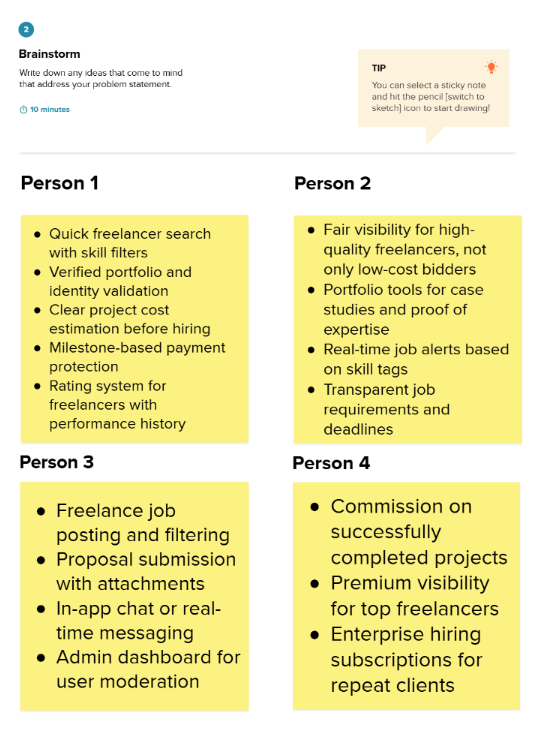 2
Brainstorm
Write down any ideas that come to mind
that address your problem statement.
10 minutes
TIP
You can select a sticky note
and hit the pencil [switch to
sketch] icon to start drawing!
Person 1
● Quick freelancer search
with skill filters
● Verified portfolio and
identity validation
● Clear project cost
estimation before hiring
● Milestone-based payment
protection
● Rating system for
freelancers with
performance history
Person 2
● Fair visibility for high-
quality freelancers, not
only low-cost bidders
● Portfolio tools for case
studies and proof of
expertise
● Real-time job alerts based
on skill tags
● Transparent job
requirements and
deadlines
Person 3
● Freelance job
posting and filtering
● Proposal submission
with attachments
● In-app chat or real-
time messaging
● Admin dashboard for
user moderation
Person 4
● Commission on
successfully
completed projects
● Premium visibility
for top freelancers
● Enterprise hiring
subscriptions for
repeat clients